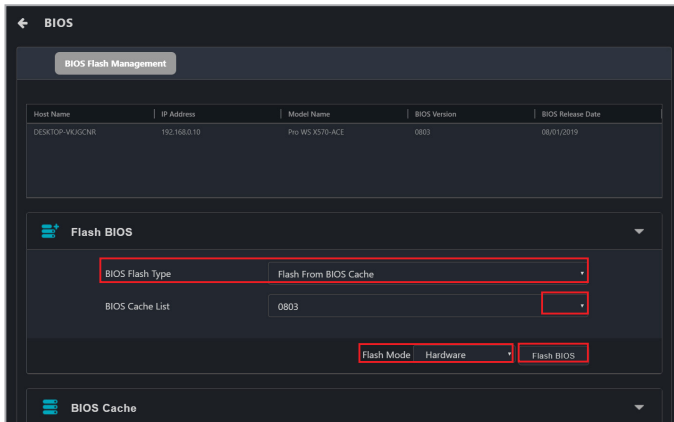 BIOS
BIOS Flash Management
Host Name IP Address Model Name BIOS Version BIOS Release Date
DESKTOP-VKJGCNR 192.168.0.10 Pro WS X570-ACE 0803 08/01/2019
Flash BIOS
BIOS Flash Type Flash From BIOS Cache
BIOS Cache List 0803
Flash Mode Hardware Flash BIOS
BIOS Cache